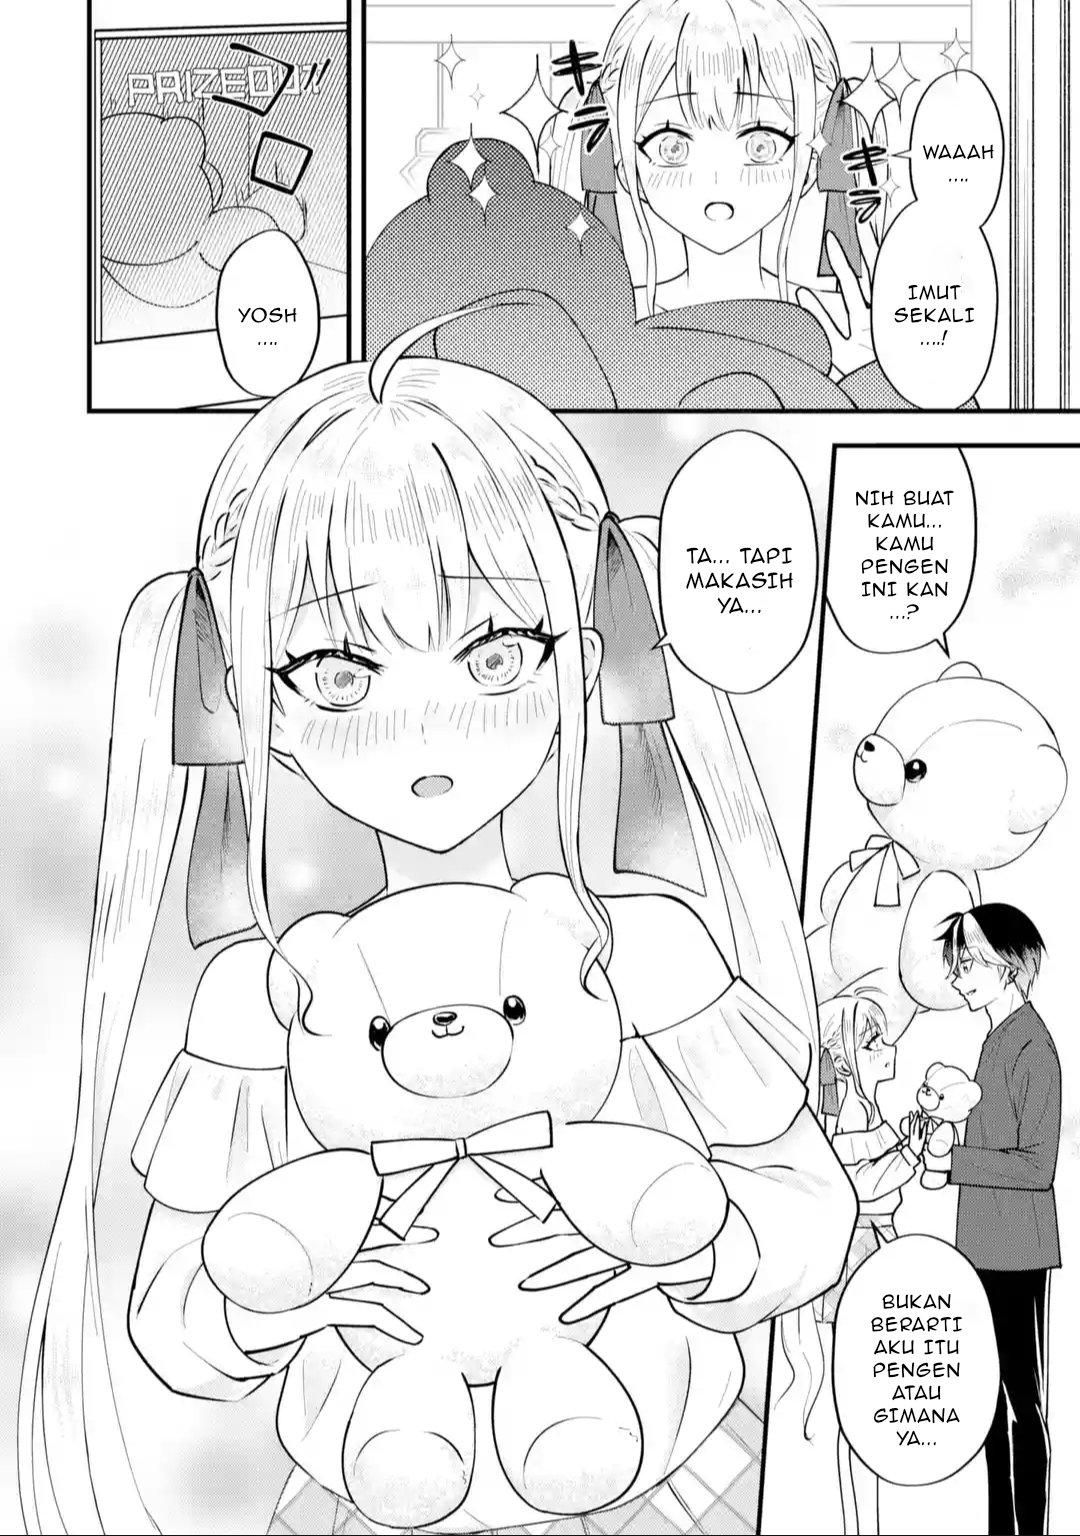 WAAAH
....
IMUT
SEKALI
....!
PRIZEOUT!!
YOSH
....
NIH BUAT
KAMU...
KAMU
PENGEN
INI KAN
...?
BUKAN
BERARTI
AKU ITU
PENGEN
ATAU
GIMANA
YA...
TA... TAPI
MAKASIH
YA...